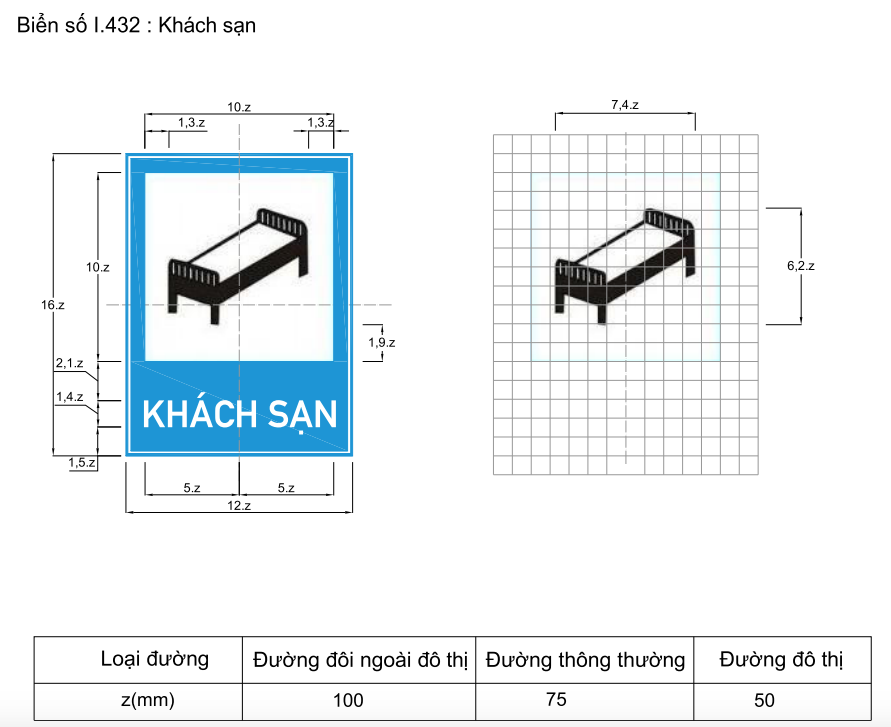 Biển số I.432 : Khách sạn
10.z
1,3.z
1,3.z
10.z
16.z
1,9.z
2,1.z
1,4.z
1,5.z
KHÁCH SẠN
5.z
5.z
12.z
7,4.z
6,2.z
Loại đường Đường đôi ngoài đô thị Đường thông thường Đường đô thị
z(mm) 100 75 50